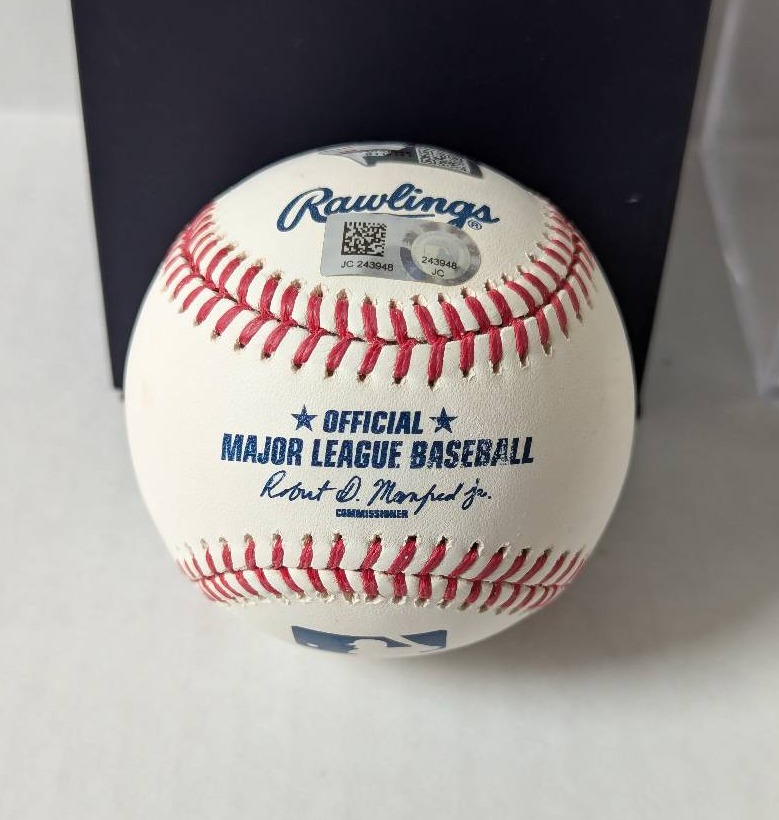 Rawlings®
JC 243948
243948
JC
★ OFFICIAL ★
MAJOR LEAGUE BASEBALL
Robert D. Manfred Jr.
COMMISSIONER